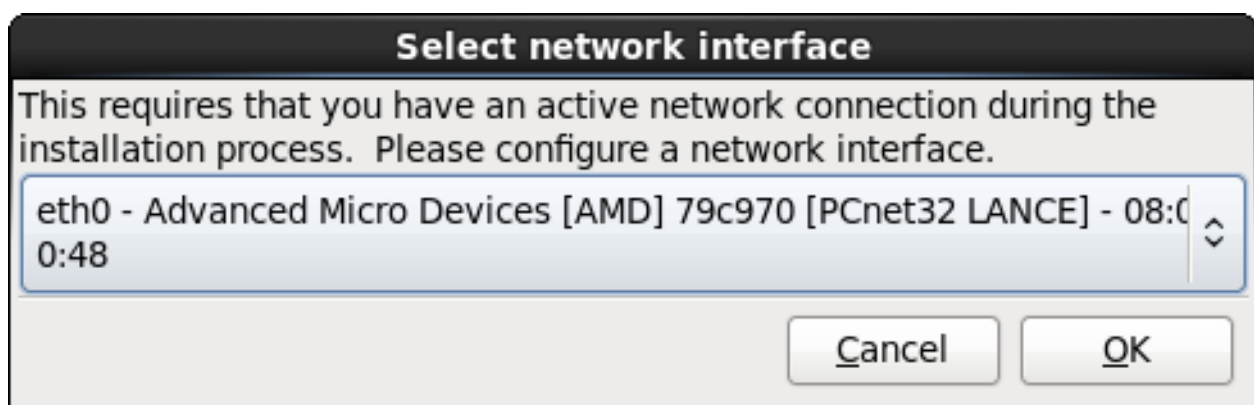 Select network interface
This requires that you have an active network connection during the
installation process.  Please configure a network interface.
eth0 - Advanced Micro Devices [AMD] 79c970 [PCnet32 LANCE] - 08:0
0:48
Cancel
OK